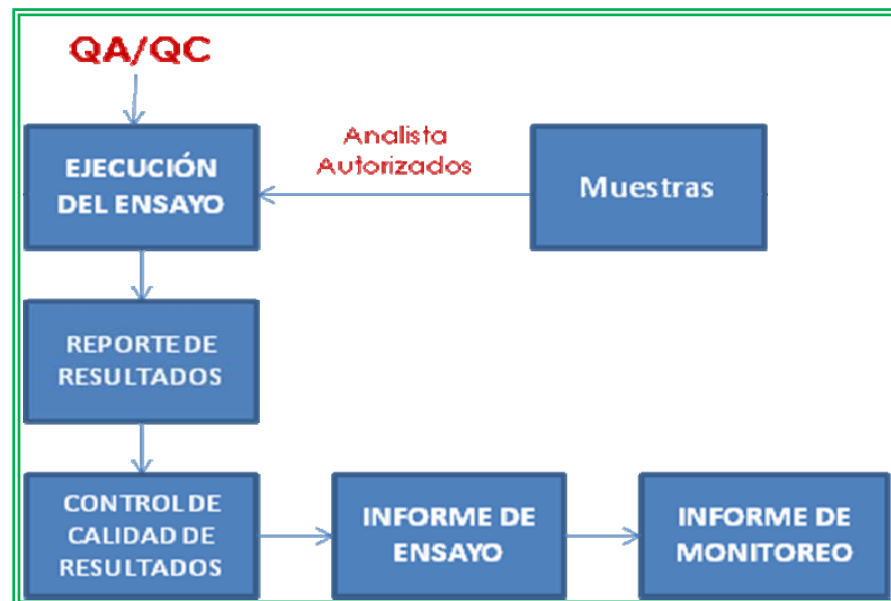 QA/QC
Analista
Autorizados
EJECUCIÓN
DEL ENSAYO
Muestras
REPORTE DE
RESULTADOS
CONTROL DE
CALIDAD DE
RESULTADOS
INFORME DE
ENSAYO
INFORME DE
MONITOREO